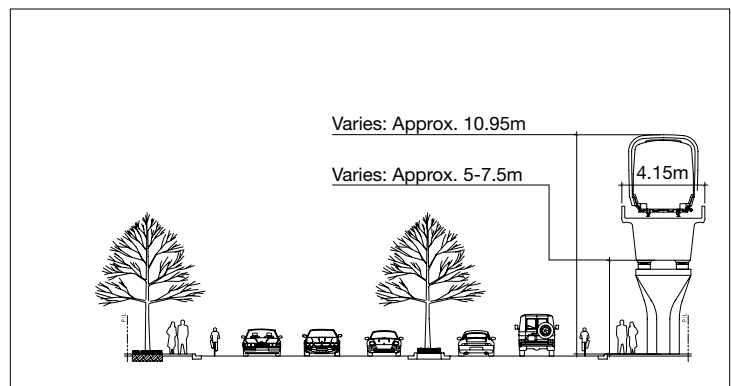 Varies: Approx. 10.95m
Varies: Approx. 5-7.5m
4.15m
P/L
P/L